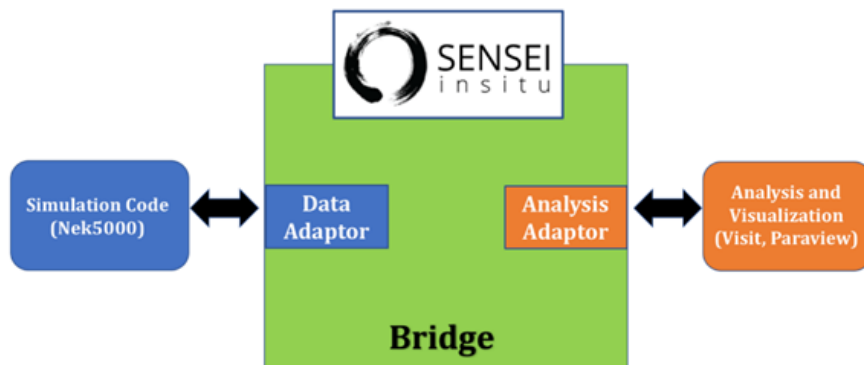 SENSEI
insitu
Simulation Code
(Nek5000)
Data
Adaptor
Analysis
Adaptor
Analysis and
Visualization
(Visit, Paraview)
Bridge